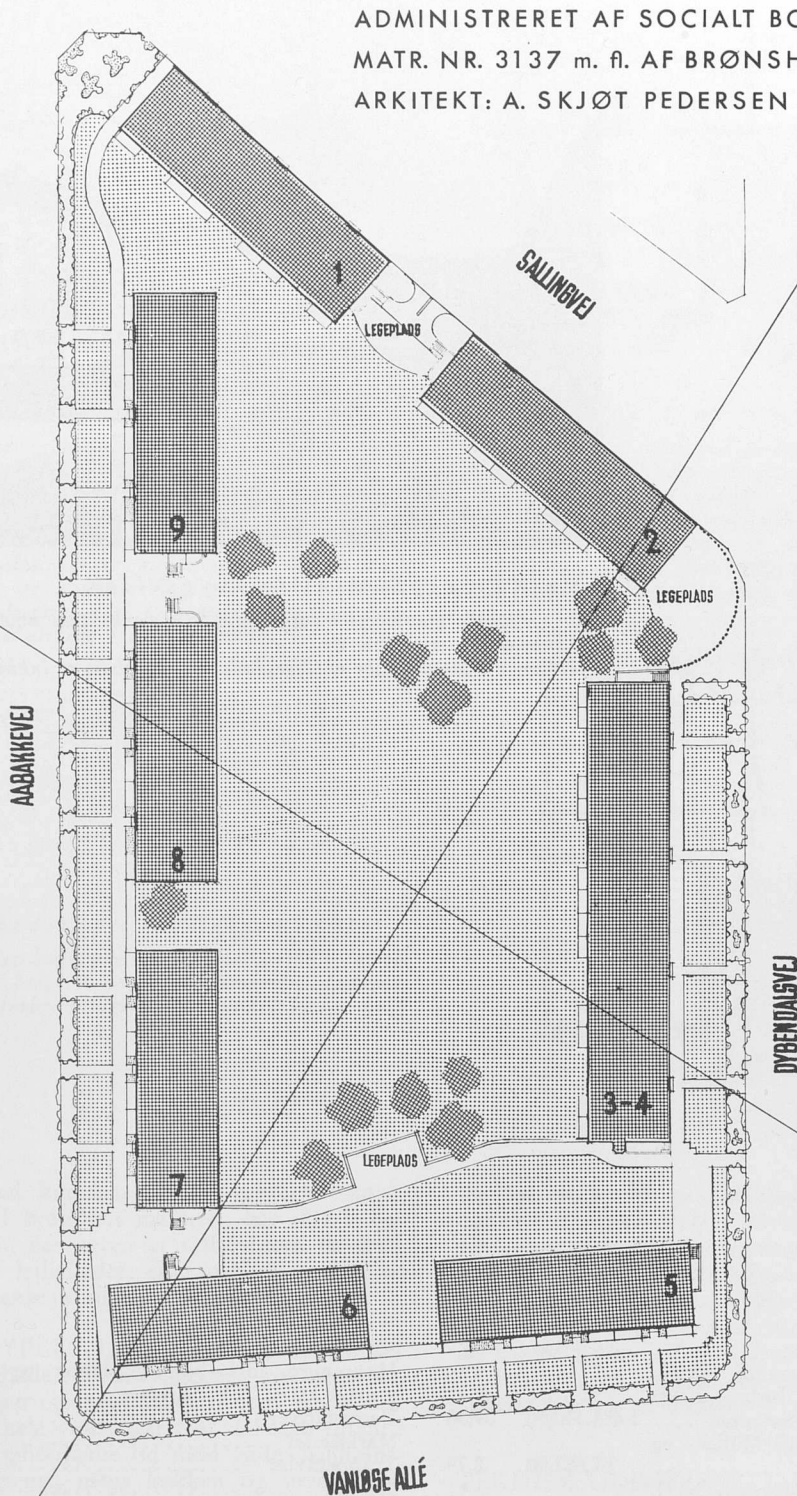 ADMINISTRERET AF SOCIALT BO
MATR. NR. 3137 m. fl. AF BRØNSH
ARKITEKT: A. SKJØT PEDERSEN
SALLINGVEJ
1
LEGEPLADS
2
LEGEPLADS
9
AABAKKEVEJ
8
3-4
DYBENDALSVEJ
LEGEPLADS
7
6
5
VANLØSE ALLÉ